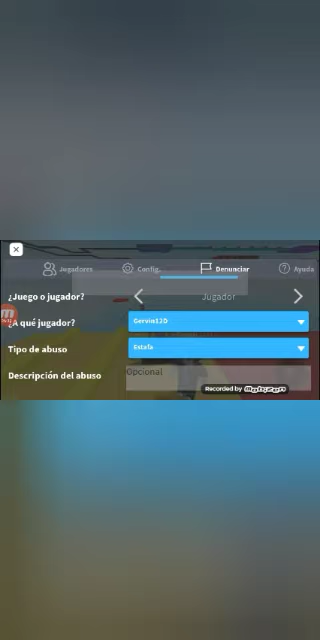 Jugadores Config. Denunciar Ayuda
¿Juego o jugador? Jugador
¿A qué jugador? Gervin120
Tipo de abuso Estafa
Descripción del abuso Opcional
Recorded by Mobizen